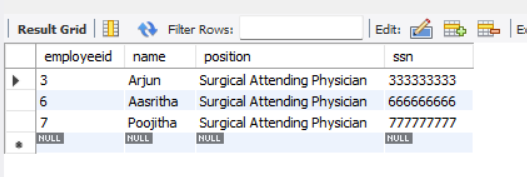 Result Grid Filter Rows: Edit:
employeeid name position ssn
3 Arjun Surgical Attending Physician 333333333
6 Aasritha Surgical Attending Physician 666666666
7 Poojitha Surgical Attending Physician 777777777
NULL NULL NULL NULL